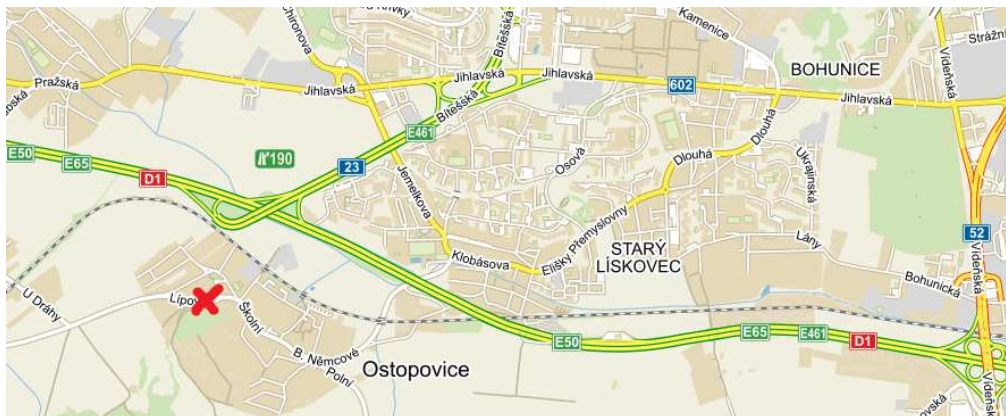 Chironova
Kamenice
Strážní
Bítešská
Vídeňská
BOHUNICE
Pražská
Jihlavská
Jihlavská
Jihlavská
602
Jihlavská
Bítešská
E461
Dlouhá
E50
E65
D1
190
23
Osová
Dlouhá
Ukrajinská
Jemelkova
Elišky Přemyslovny
STARÝ
LÍSKOVEC
Lány
52
Klobásova
Bohunická
Vídeňská
U Dráhy
Školní
B. Němcové
Polní
E50
E65
E461
D1
Ostopovice
Vídeňská